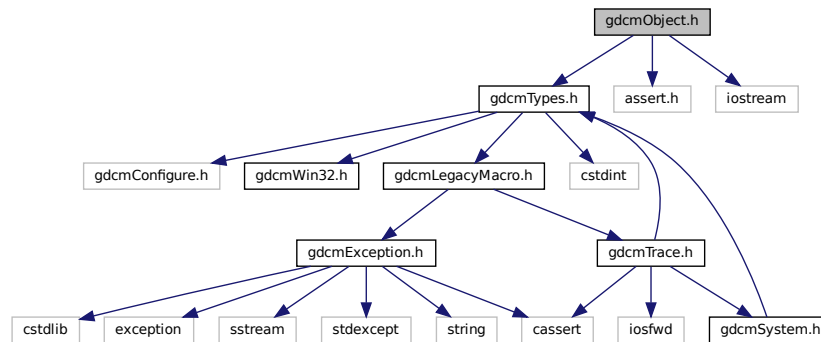 gdcmObject.h
gdcmTypes.h
assert.h
iostream
gdcmConfigure.h
gdcmWin32.h
gdcmLegacyMacro.h
cstdint
gdcmException.h
gdcmTrace.h
cstdlib
exception
sstream
stdexcept
string
cassert
iosfwd
gdcmSystem.h